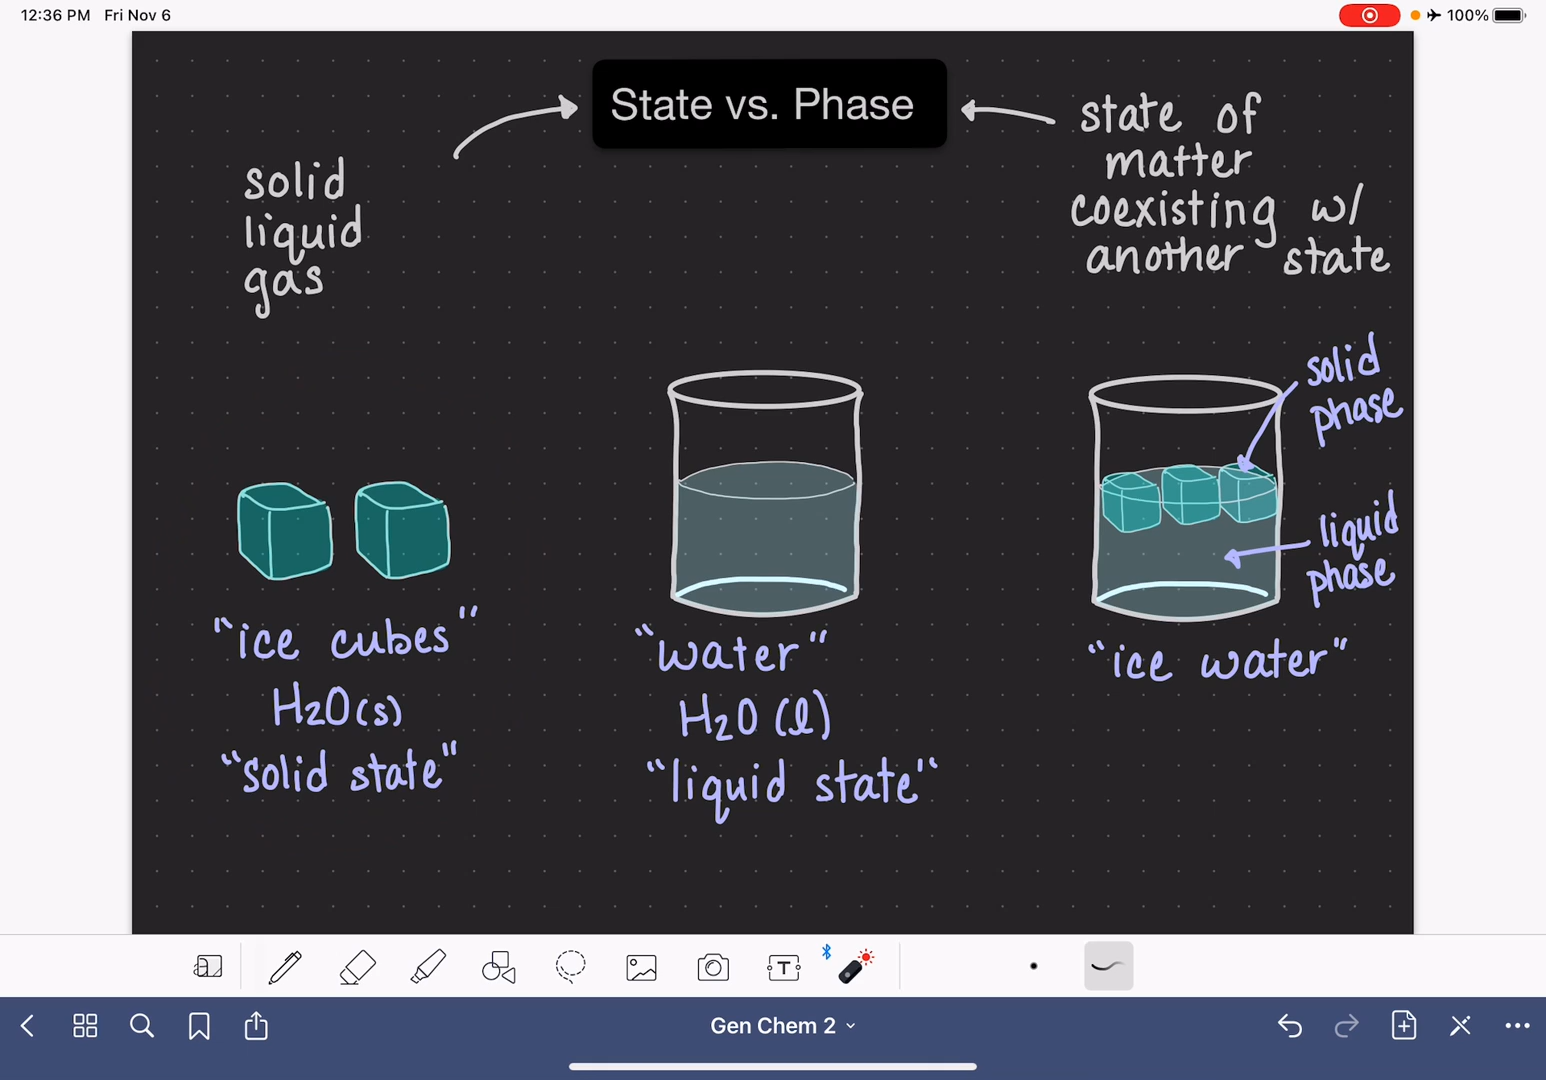 12:36 PM Fri Nov 6
100%
State vs. Phase
solid
liquid
gas
state of
matter
coexisting w/
another state
solid
phase
liquid
phase
"ice cubes"
H2O(s)
"solid state"
"water"
H2O (l)
"liquid state"
"ice water"
T
Gen Chem 2